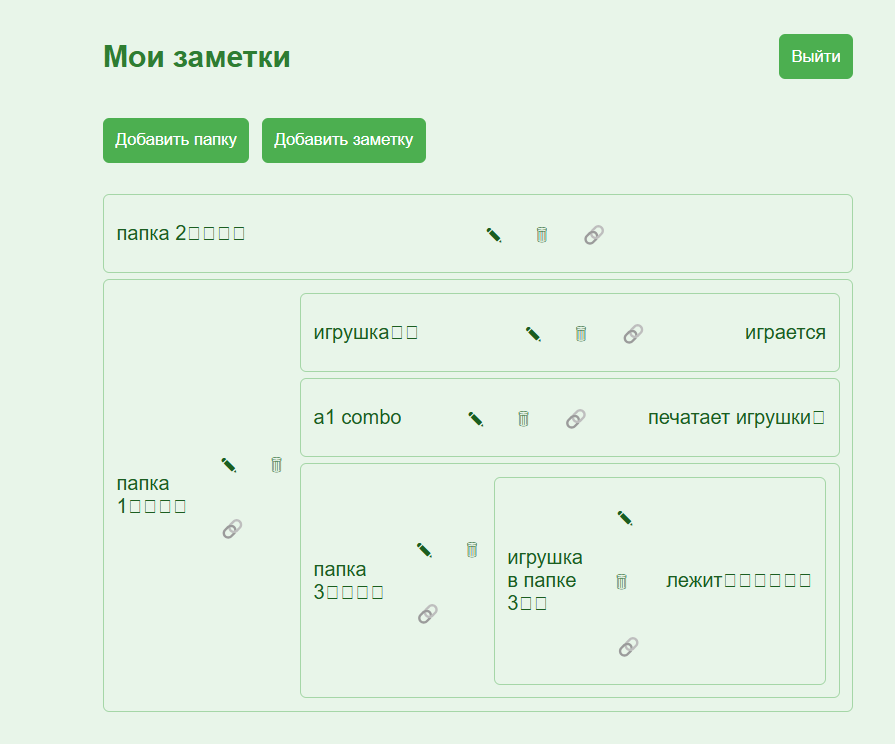 Мои заметки
Выйти
Добавить папку
Добавить заметку
папка 2□□□□
игрушка□□
играется
a1 combo
печатает игрушки□
папка
1□□□□
папка
3□□□□
игрушка
в папке
3□□
лежит□□□□□□